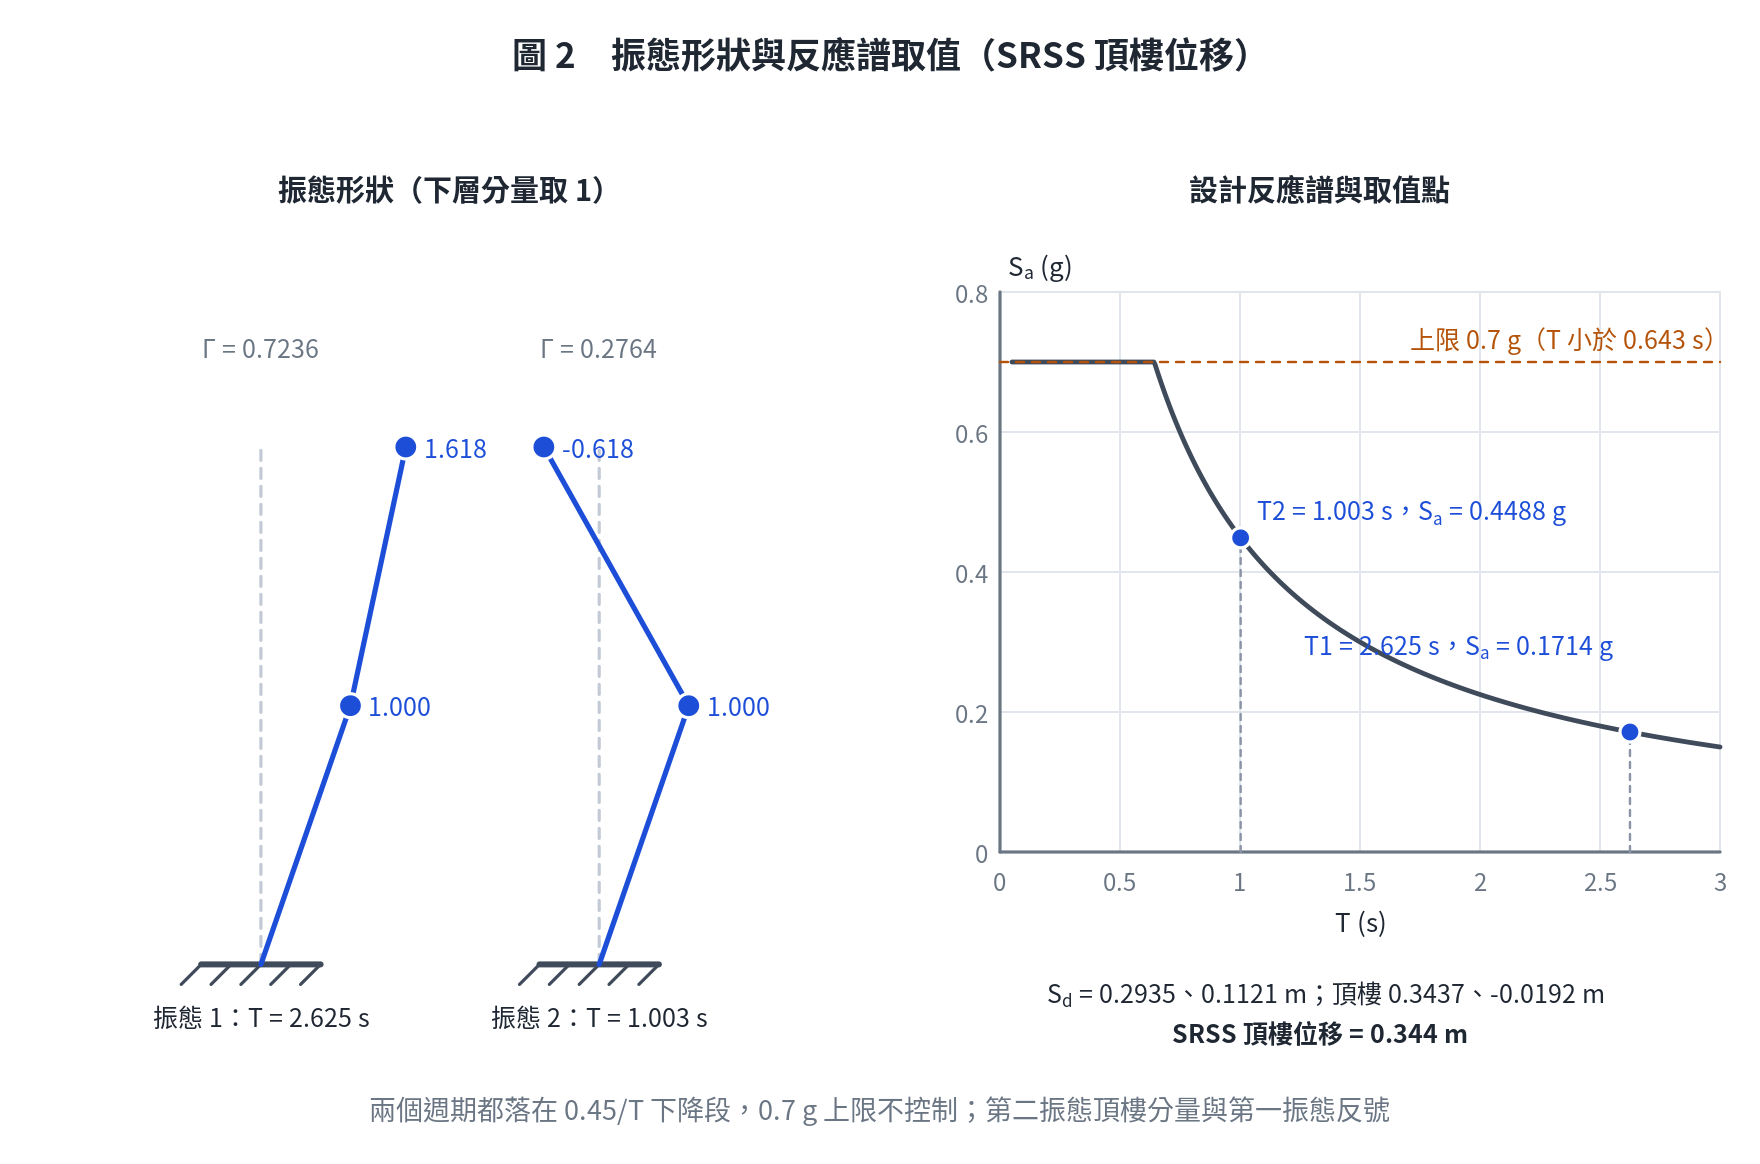 圖 2　振態形狀與反應譜取值（SRSS 頂樓位移）
振態形狀（下層分量取 1）
Γ = 0.7236
Γ = 0.2764
1.618
-0.618
1.000
1.000
振態 1：T = 2.625 s
振態 2：T = 1.003 s
設計反應譜與取值點
Sₐ (g)
0.8
0.6
0.4
0.2
0
上限 0.7 g（T 小於 0.643 s）
T2 = 1.003 s，Sₐ = 0.4488 g
T1 = 2.625 s，Sₐ = 0.1714 g
0 0.5 1 1.5 2 2.5 3
T (s)
S_d = 0.2935、0.1121 m；頂樓 0.3437、-0.0192 m
SRSS 頂樓位移 = 0.344 m
兩個週期都落在 0.45/T 下降段，0.7 g 上限不控制；第二振態頂樓分量與第一振態反號